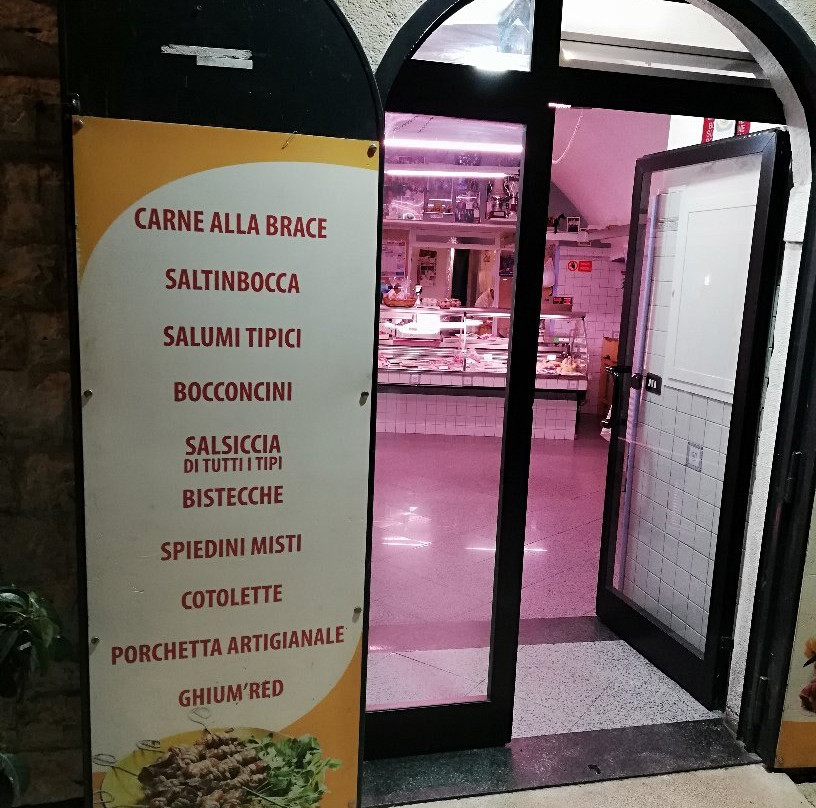 CARNE ALLA BRACE
SALTINBOCCA
SALUMI TIPICI
BOCCONCINI
SALSICCIA
DI TUTTI I TIPI
BISTECCHE
SPIEDINI MISTI
COTOLETTE
PORCHETTA ARTIGIANALE
GHIUM'RED